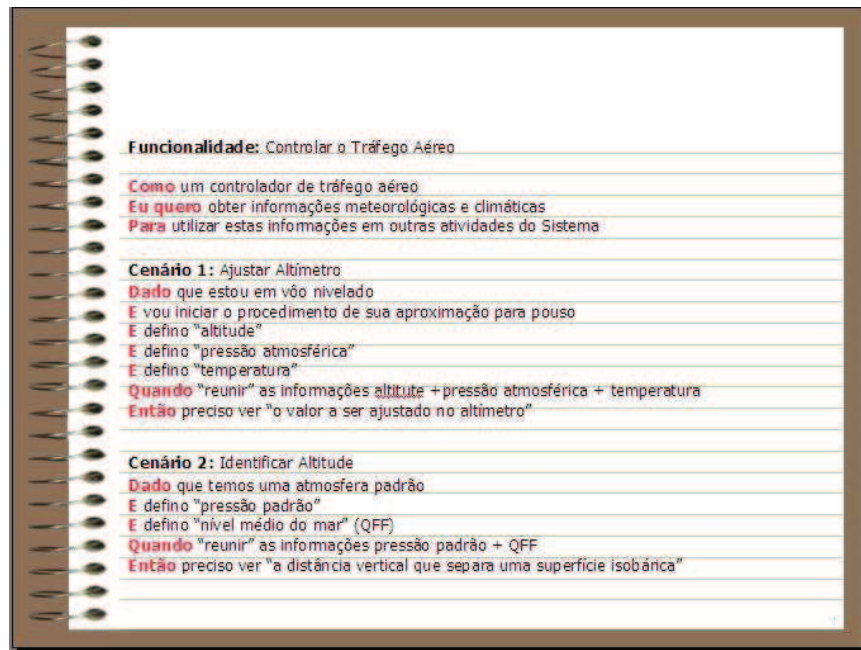 Funcionalidade: Controlar o Tráfego Aéreo
Como um controlador de tráfego aéreo
Eu quero obter informações meteorológicas e climáticas
Para utilizar estas informações em outras atividades do Sistema
Cenário 1: Ajustar Altímetro
Dado que estou em vôo nivelado
E vou iniciar o procedimento de sua aproximação para pouso
E defino "altitude"
E defino "pressão atmosférica"
E defino "temperatura"
Quando "reunir" as informações altitute +pressão atmosférica + temperatura
Então preciso ver "o valor a ser ajustado no altímetro"
Cenário 2: Identificar Altitude
Dado que temos uma atmosfera padrão
E defino "pressão padrão"
E defino "nível médio do mar" (QFF)
Quando "reunir" as informações pressão padrão + QFF
Então preciso ver "a distância vertical que separa uma superfície isobárica"